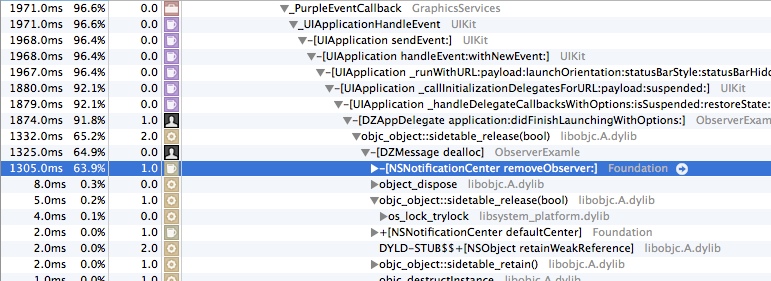 1971.0ms 96.6% 0.0 _PurpleEventCallback GraphicsServices
1971.0ms 96.6% 0.0 _UIApplicationHandleEvent UIKit
1968.0ms 96.4% 0.0 -[UIApplication sendEvent:] UIKit
1968.0ms 96.4% 0.0 -[UIApplication handleEvent:withNewEvent:] UIKit
1967.0ms 96.4% 0.0 -[UIApplication _runWithURL:payload:launchOrientation:statusBarStyle:statusBarHidd
1880.0ms 92.1% 0.0 -[UIApplication _callInitializationDelegatesForURL:payload:suspended:] UIKit
1879.0ms 92.1% 0.0 -[UIApplication _handleDelegateCallbacksWithOptions:isSuspended:restoreState:
1874.0ms 91.8% 1.0 -[DZAppDelegate application:didFinishLaunchingWithOptions:] ObserverExam
1332.0ms 65.2% 2.0 objc_object::sidetable_release(bool) libobjc.A.dylib
1325.0ms 64.9% 0.0 -[DZMessage dealloc] ObserverExamle
1305.0ms 63.9% 1.0 -[NSNotificationCenter removeObserver:] Foundation
8.0ms 0.3% 0.0 object_dispose libobjc.A.dylib
5.0ms 0.2% 1.0 objc_object::sidetable_release(bool) libobjc.A.dylib
4.0ms 0.1% 0.0 os_lock_trylock libsystem_platform.dylib
2.0ms 0.0% 1.0 +[NSNotificationCenter defaultCenter] Foundation
2.0ms 0.0% 2.0 DYLD-STUB$$+[NSObject retainWeakReference] libobjc.A.dylib
2.0ms 0.0% 1.0 objc_object::sidetable_retain() libobjc.A.dylib
1.0ms 0.0% 1.0 objc_destructInstance libobjc.A.dylib